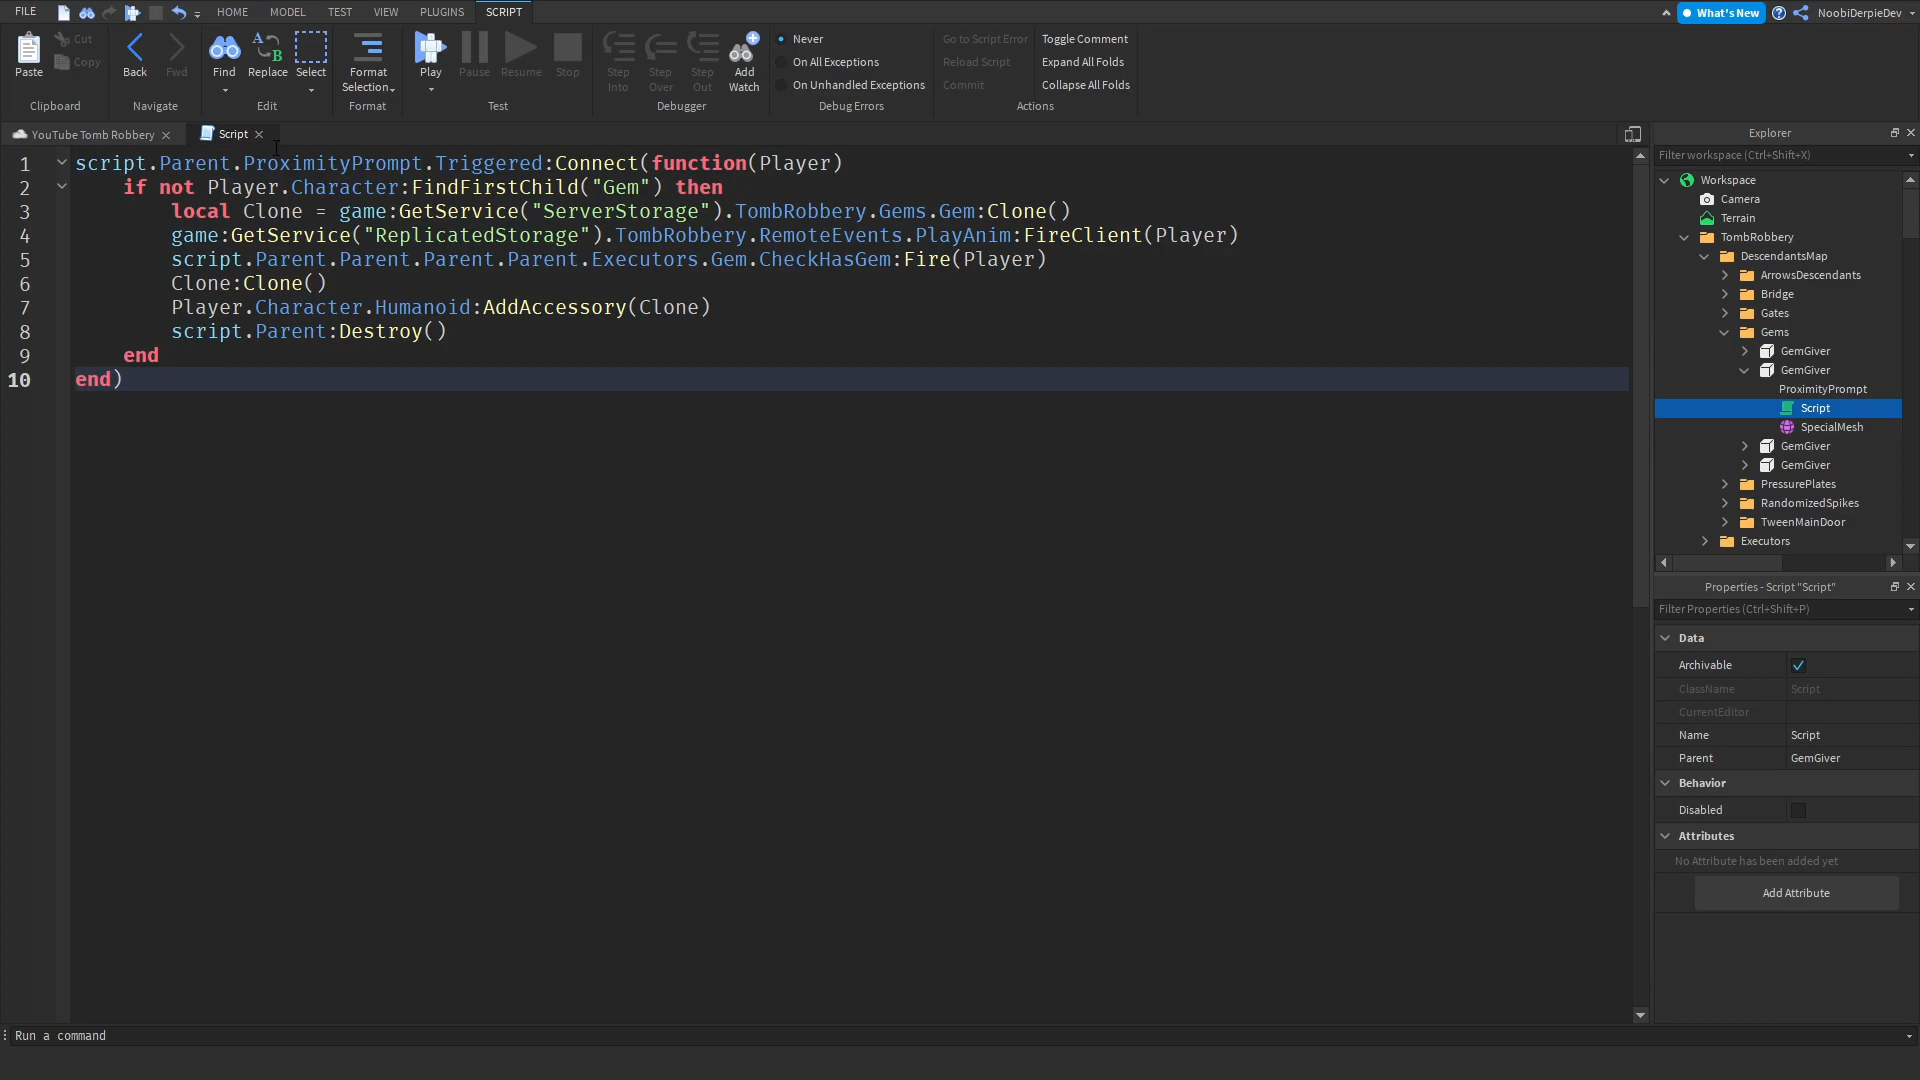 FILE HOME MODEL TEST VIEW PLUGINS SCRIPT What's New NoobiDerpieDev
Paste Cut Copy Back Fwd Find Replace Select Format Selection Play Pause Resume Stop Step Into Step Over Step Out Add Watch
Never Go to Script Error Toggle Comment
On All Exceptions Reload Script Expand All Folds
On Unhandled Exceptions Commit Collapse All Folds
Clipboard Navigate Edit Format Test Debugger Debug Errors Actions
YouTube Tomb Robbery Script
1 script.Parent.ProximityPrompt.Triggered:Connect(function(Player)
2 if not Player.Character:FindFirstChild("Gem") then
3 local Clone = game:GetService("ServerStorage").TombRobbery.Gems.Gem:Clone()
4 game:GetService("ReplicatedStorage").TombRobbery.RemoteEvents.PlayAnim:FireClient(Player)
5 script.Parent.Parent.Parent.Parent.Executors.Gem.CheckHasGem:Fire(Player)
6 Clone:Clone()
7 Player.Character.Humanoid:AddAccessory(Clone)
8 script.Parent:Destroy()
9 end
10 end)
Explorer
Filter workspace (Ctrl+Shift+X)
Workspace
Camera
Terrain
TombRobbery
DescendantsMap
ArrowsDescendants
Bridge
Gates
Gems
GemGiver
GemGiver
ProximityPrompt
Script
SpecialMesh
GemGiver
GemGiver
PressurePlates
RandomizedSpikes
TweenMainDoor
Executors
Properties - Script "Script"
Filter Properties (Ctrl+Shift+P)
Data
Archivable
ClassName Script
CurrentEditor
Name Script
Parent GemGiver
Behavior
Disabled
Attributes
No Attribute has been added yet
Add Attribute
Run a command